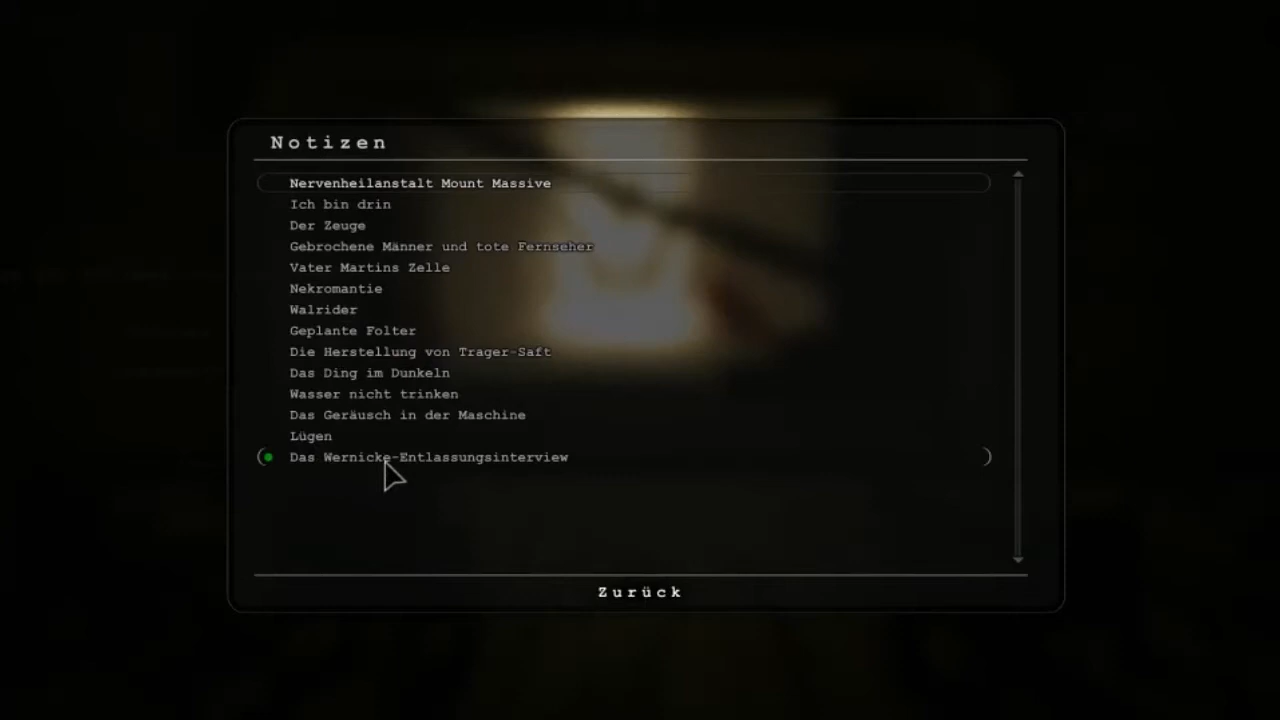 Notizen
Nervenheilanstalt Mount Massive
Ich bin drin
Der Zeuge
Gebrochene Männer und tote Fernseher
Vater Martins Zelle
Nekromantie
Walrider
Geplante Folter
Die Herstellung von Trager-Saft
Das Ding im Dunkeln
Wasser nicht trinken
Das Geräusch in der Maschine
Lügen
Das Wernicke-Entlassungsinterview
Zurück